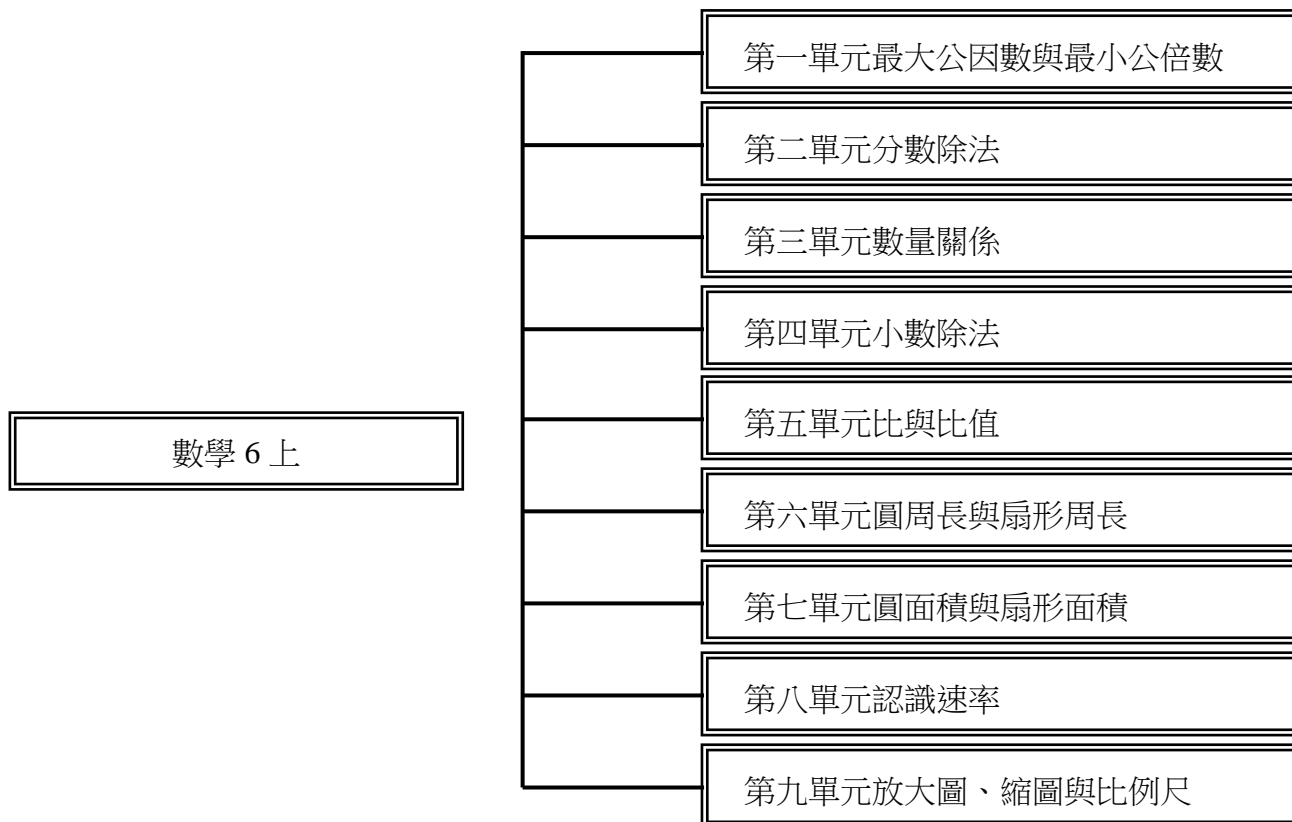 第一單元最大公因數與最小公倍數
第二單元分數除法
第三單元數量關係
第四單元小數除法
數學 6 上
第五單元比與比值
第六單元圓周長與扇形周長
第七單元圓面積與扇形面積
第八單元認識速率
第九單元放大圖、縮圖與比例尺